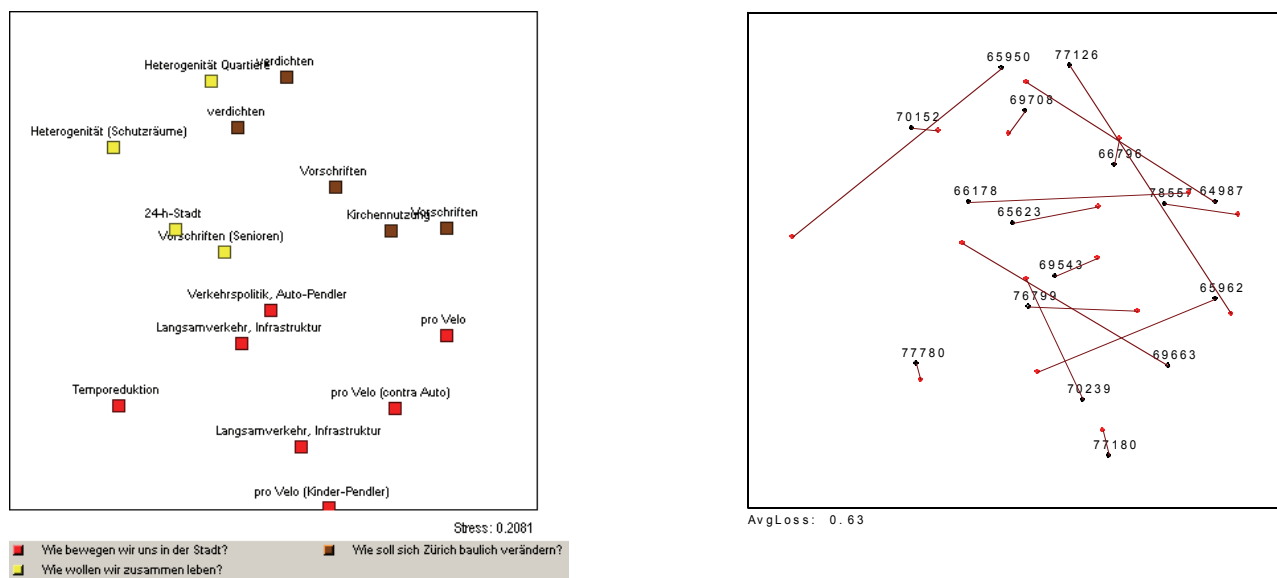 Heterogenität Quartiere
verdichten
verdichten
Heterogenität (Schutzräume)
Vorschriften
24-h-Stadt
Kirchennutzung
Vorschriften
Vorschriften (Senioren)
Verkehrspolitik, Auto-Pendler
Langsamverkehr, Infrastruktur
pro Velo
Temporeduktion
pro Velo (contra Auto)
Langsamverkehr, Infrastruktur
pro Velo (Kinder-Pendler)
Stress: 0.2081
Wie bewegen wir uns in der Stadt?
Wie soll sich Zürich baulich verändern?
Wie wollen wir zusammen leben?
65950
77126
69708
70152
66796
66178
78557
64987
65623
69543
76799
65962
77780
69663
70239
77180
AvgLoss: 0.63